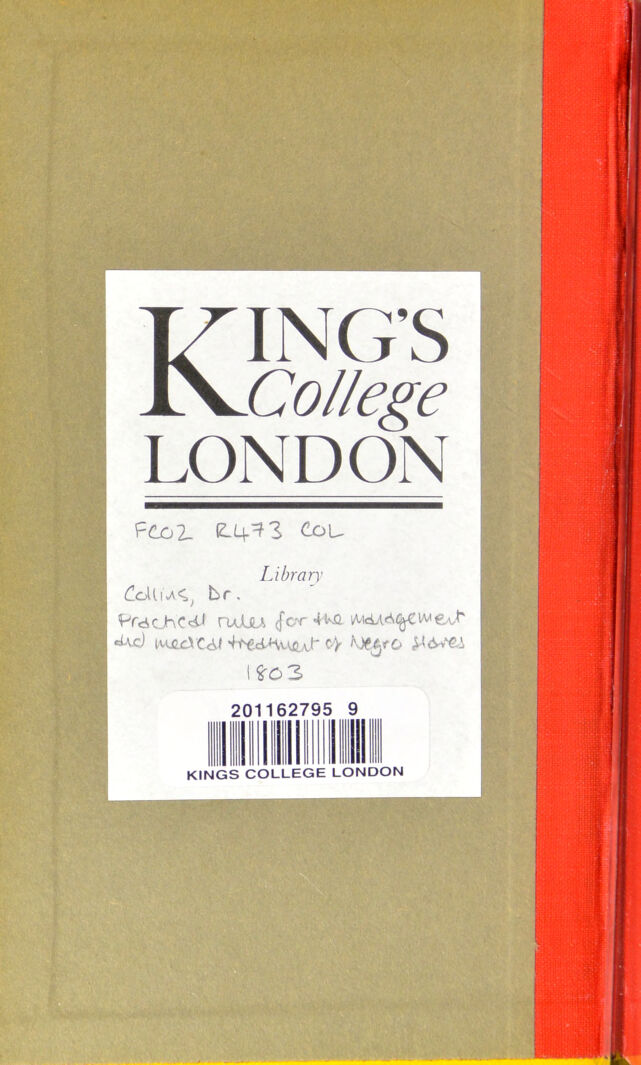 KING'S
College
LONDON
FCO2 R473 COL
Library
Collins, Dr.
Practical rules for the management
and medical treatment of Negro slaves
1803
201162795 9
KINGS COLLEGE LONDON